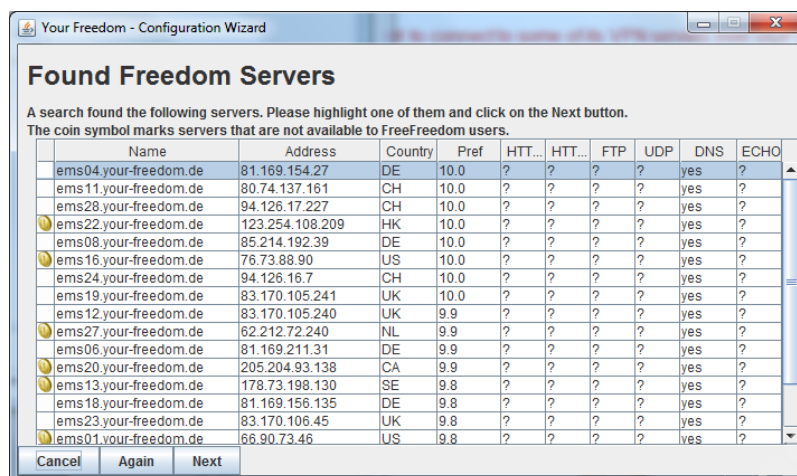 Your Freedom - Configuration Wizard
Found Freedom Servers
A search found the following servers. Please highlight one of them and click on the Next button.
The coin symbol marks servers that are not available to FreeFreedom users.
Name Address Country Pref HTT... HTT... FTP UDP DNS ECHO
ems04.your-freedom.de 81.169.154.27 DE 10.0 ? ? ? ? yes ?
ems11.your-freedom.de 80.74.137.161 CH 10.0 ? ? ? ? yes ?
ems28.your-freedom.de 94.126.17.227 CH 10.0 ? ? ? ? yes ?
ems22.your-freedom.de 123.254.108.209 HK 10.0 ? ? ? ? yes ?
ems08.your-freedom.de 85.214.192.39 DE 10.0 ? ? ? ? yes ?
ems16.your-freedom.de 76.73.88.90 US 10.0 ? ? ? ? yes ?
ems24.your-freedom.de 94.126.16.7 CH 10.0 ? ? ? ? yes ?
ems19.your-freedom.de 83.170.105.241 UK 10.0 ? ? ? ? yes ?
ems12.your-freedom.de 83.170.105.240 UK 9.9 ? ? ? ? yes ?
ems27.your-freedom.de 62.212.72.240 NL 9.9 ? ? ? ? yes ?
ems06.your-freedom.de 81.169.211.31 DE 9.9 ? ? ? ? yes ?
ems20.your-freedom.de 205.204.93.138 CA 9.9 ? ? ? ? yes ?
ems13.your-freedom.de 178.73.198.130 SE 9.8 ? ? ? ? yes ?
ems18.your-freedom.de 81.169.156.135 DE 9.8 ? ? ? ? yes ?
ems23.your-freedom.de 83.170.106.45 UK 9.8 ? ? ? ? yes ?
ems01.your-freedom.de 66.90.73.46 US 9.8 ? ? ? ? yes ?
Cancel Again Next